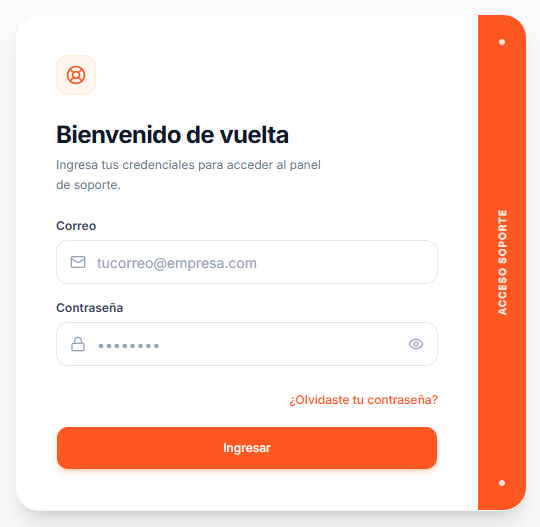 Bienvenido de vuelta
Ingresa tus credenciales para acceder al panel
de soporte.
Correo
tucorreo@empresa.com
Contraseña
••••••••
¿Olvidaste tu contraseña?
Ingresar
ACCESO SOPORTE